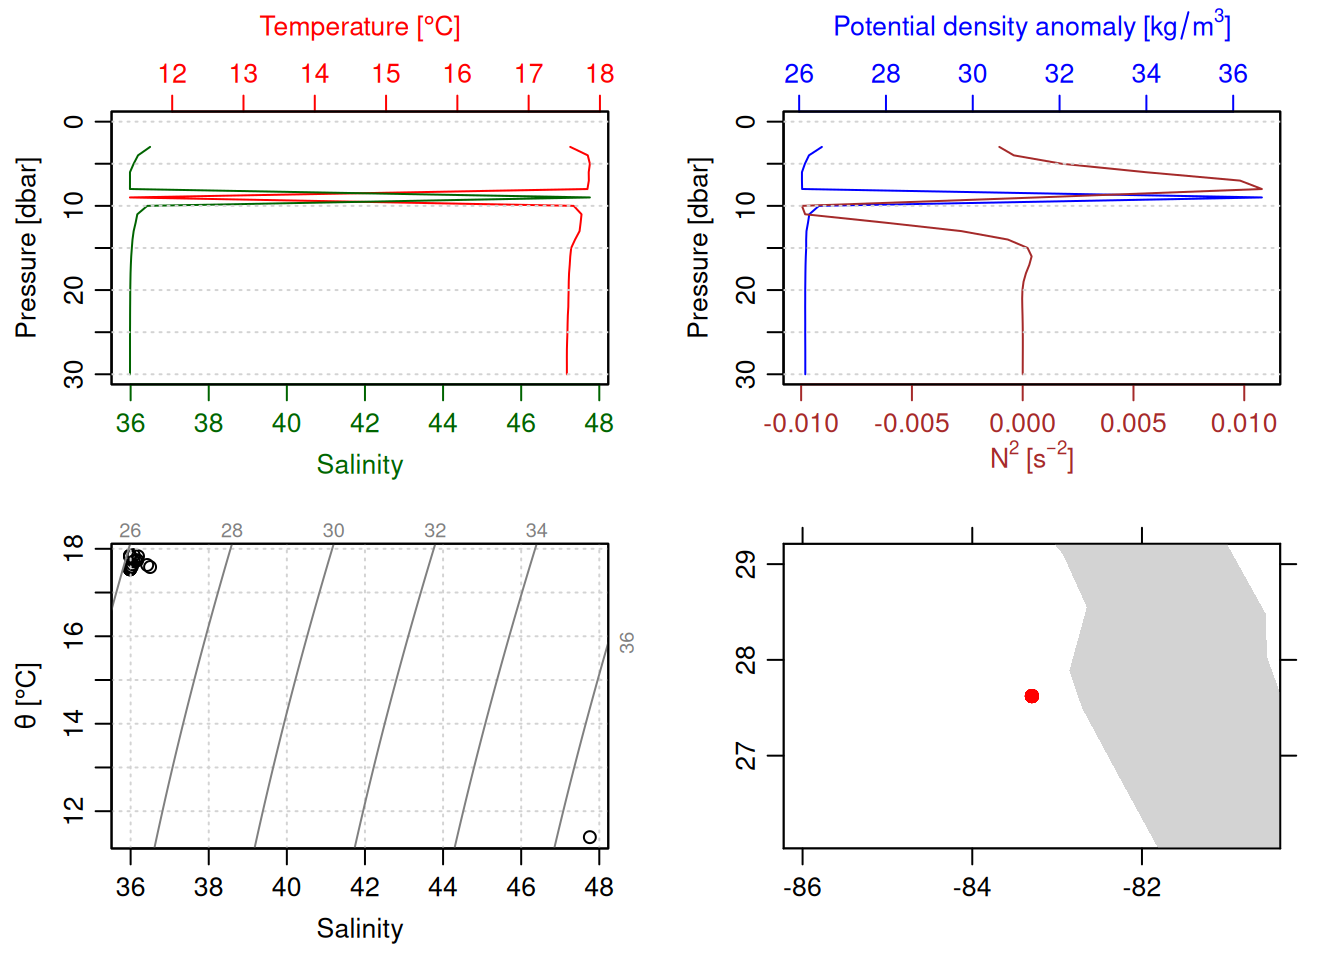 Temperature [°C]
12 13 14 15 16 17 18
Pressure [dbar]
0
10
20
30
36 38 40 42 44 46 48
Salinity
Potential density anomaly [kg/m³]
26 28 30 32 34 36
Pressure [dbar]
0
10
20
30
-0.010 -0.005 0.000 0.005 0.010
N² [s⁻²]
26 28 30 32 34
36
θ [°C]
18
16
14
12
36 38 40 42 44 46 48
Salinity
29
28
27
-86 -84 -82